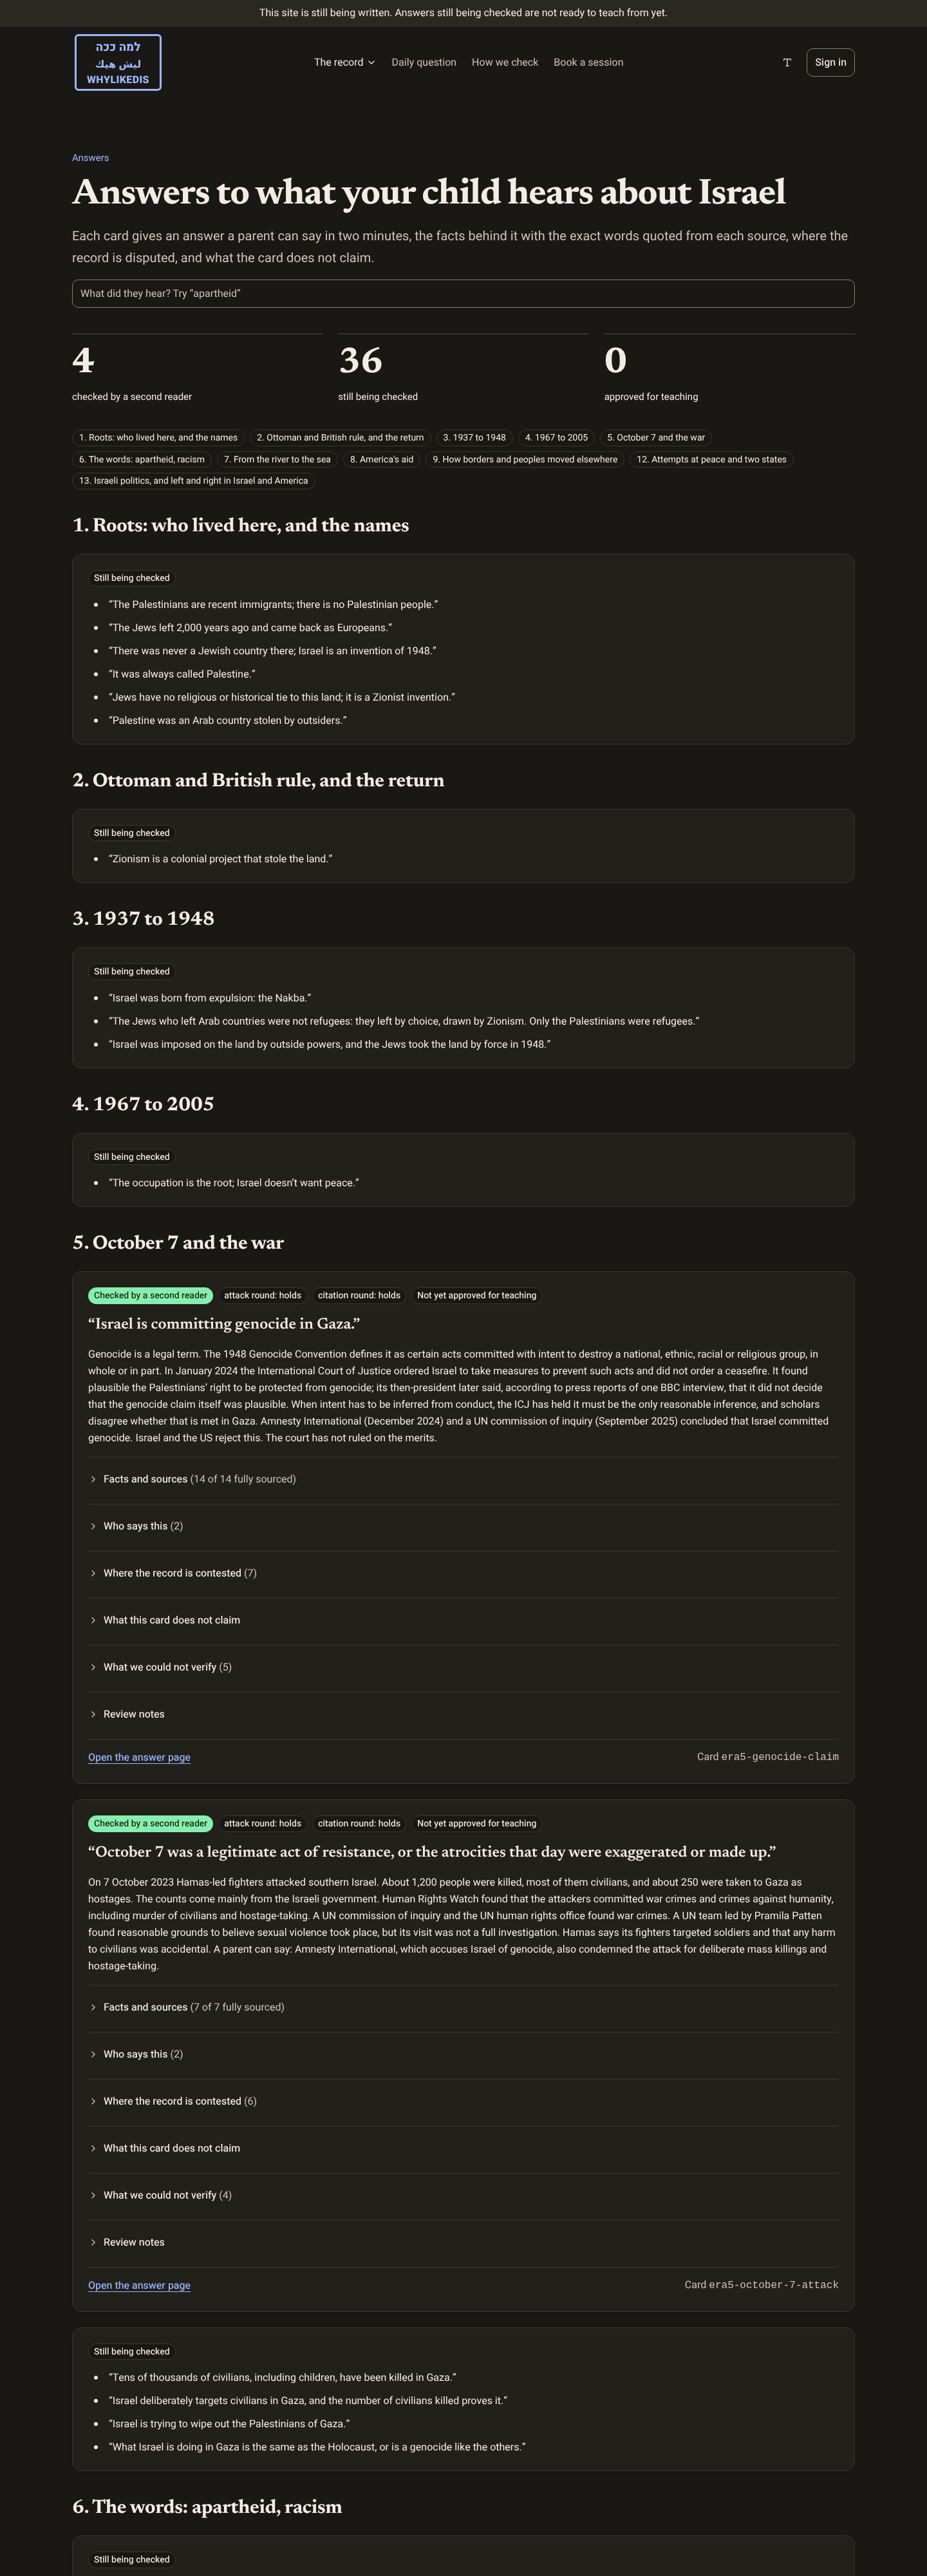 This site is still being written. Answers still being checked are not ready to teach from yet.
למה ככה
ليش هيك
WHYLIKEDIS
The record
Daily question
How we check
Book a session
T
Sign in
Answers
Answers to what your child hears about Israel
Each card gives an answer a parent can say in two minutes, the facts behind it with the exact words quoted from each source, where the
record is disputed, and what the card does not claim.
What did they hear? Try “apartheid”
4
checked by a second reader
36
still being checked
0
approved for teaching
1. Roots: who lived here, and the names
2. Ottoman and British rule, and the return
3. 1937 to 1948
4. 1967 to 2005
5. October 7 and the war
6. The words: apartheid, racism
7. From the river to the sea
8. America's aid
9. How borders and peoples moved elsewhere
12. Attempts at peace and two states
13. Israeli politics, and left and right in Israel and America
1. Roots: who lived here, and the names
Still being checked
“The Palestinians are recent immigrants; there is no Palestinian people.”
“The Jews left 2,000 years ago and came back as Europeans.”
“There was never a Jewish country there; Israel is an invention of 1948.”
“It was always called Palestine.”
“Jews have no religious or historical tie to this land; it is a Zionist invention.”
“Palestine was an Arab country stolen by outsiders.”
2. Ottoman and British rule, and the return
Still being checked
“Zionism is a colonial project that stole the land.”
3. 1937 to 1948
Still being checked
“Israel was born from expulsion: the Nakba.”
“The Jews who left Arab countries were not refugees: they left by choice, drawn by Zionism. Only the Palestinians were refugees.”
“Israel was imposed on the land by outside powers, and the Jews took the land by force in 1948.”
4. 1967 to 2005
Still being checked
“The occupation is the root; Israel doesn’t want peace.”
5. October 7 and the war
Checked by a second reader
attack round: holds
citation round: holds
Not yet approved for teaching
“Israel is committing genocide in Gaza.”
Genocide is a legal term. The 1948 Genocide Convention defines it as certain acts committed with intent to destroy a national, ethnic, racial or religious group, in
whole or in part. In January 2024 the International Court of Justice ordered Israel to take measures to prevent such acts and did not order a ceasefire. It found
plausible the Palestinians’ right to be protected from genocide; its then-president later said, according to press reports of one BBC interview, that it did not decide
that the genocide claim itself was plausible. When intent has to be inferred from conduct, the ICJ has held it must be the only reasonable inference, and scholars
disagree whether that is met in Gaza. Amnesty International (December 2024) and a UN commission of inquiry (September 2025) concluded that Israel committed
genocide. Israel and the US reject this. The court has not ruled on the merits.
Facts and sources (14 of 14 fully sourced)
Who says this (2)
Where the record is contested (7)
What this card does not claim
What we could not verify (5)
Review notes
Open the answer page
Card era5-genocide-claim
Checked by a second reader
attack round: holds
citation round: holds
Not yet approved for teaching
“October 7 was a legitimate act of resistance, or the atrocities that day were exaggerated or made up.”
On 7 October 2023 Hamas-led fighters attacked southern Israel. About 1,200 people were killed, most of them civilians, and about 250 were taken to Gaza as
hostages. The counts come mainly from the Israeli government. Human Rights Watch found that the attackers committed war crimes and crimes against humanity,
including murder of civilians and hostage-taking. A UN commission of inquiry and the UN human rights office found war crimes. A UN team led by Pramila Patten
found reasonable grounds to believe sexual violence took place, but its visit was not a full investigation. Hamas says its fighters targeted soldiers and that any harm
to civilians was accidental. A parent can say: Amnesty International, which accuses Israel of genocide, also condemned the attack for deliberate mass killings and
hostage-taking.
Facts and sources (7 of 7 fully sourced)
Who says this (2)
Where the record is contested (6)
What this card does not claim
What we could not verify (4)
Review notes
Open the answer page
Card era5-october-7-attack
Still being checked
“Tens of thousands of civilians, including children, have been killed in Gaza.”
“Israel deliberately targets civilians in Gaza, and the number of civilians killed proves it.”
“Israel is trying to wipe out the Palestinians of Gaza.”
“What Israel is doing in Gaza is the same as the Holocaust, or is a genocide like the others.”
6. The words: apartheid, racism
Still being checked